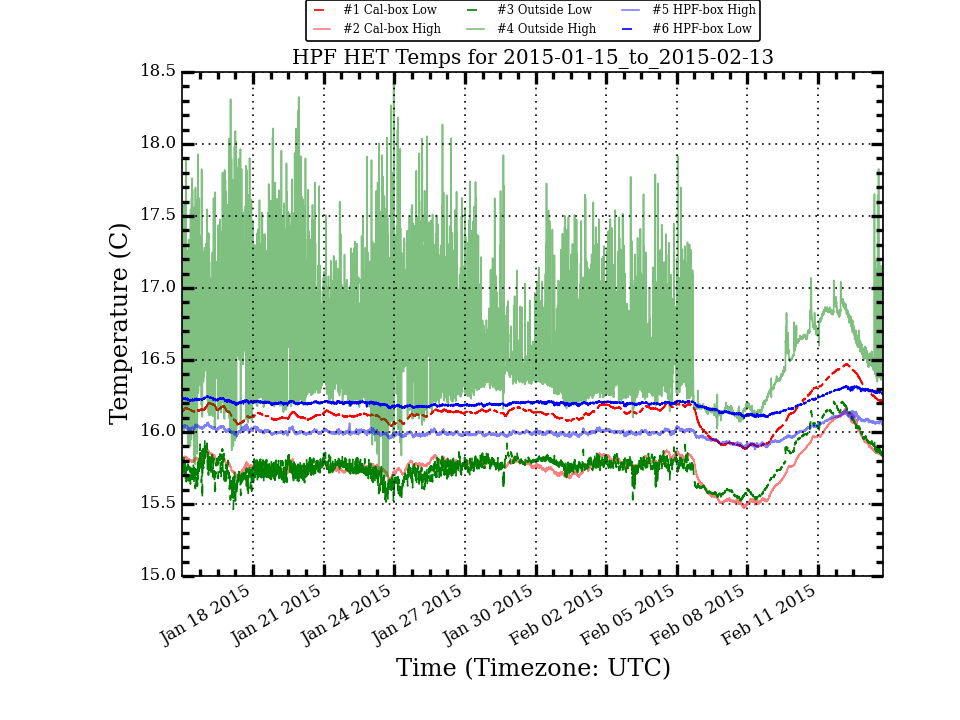 #1 Cal-box Low #3 Outside Low #5 HPF-box High
#2 Cal-box High #4 Outside High #6 HPF-box Low
HPF HET Temps for 2015-01-15_to_2015-02-13
18.5
18.0
17.5
17.0
16.5
16.0
15.5
15.0
Temperature (C)
Jan 18 2015 Jan 21 2015 Jan 24 2015 Jan 27 2015 Jan 30 2015 Feb 02 2015 Feb 05 2015 Feb 08 2015 Feb 11 2015
Time (Timezone: UTC)